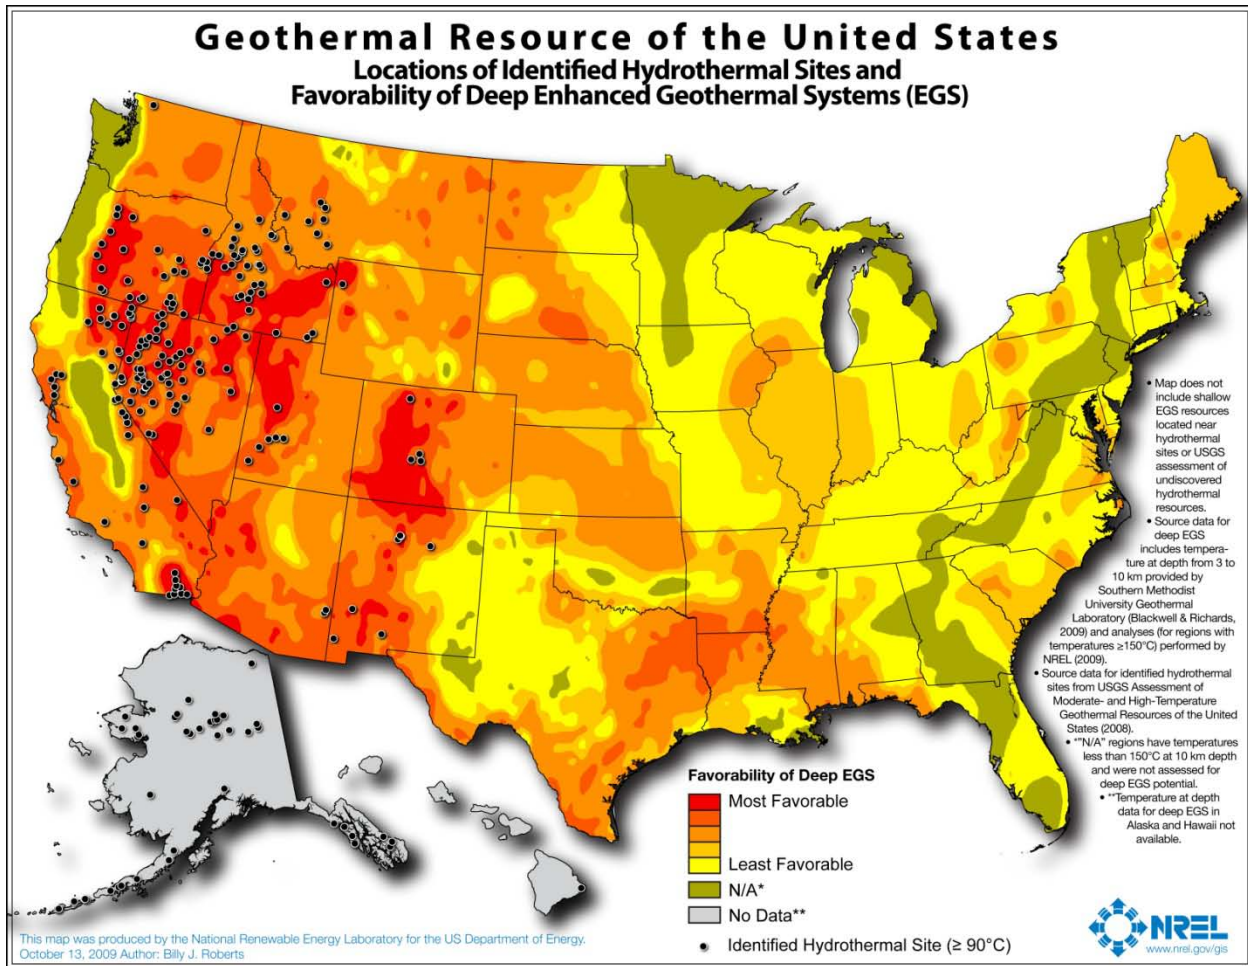 Geothermal Resource of the United States
Locations of Identified Hydrothermal Sites and
Favorability of Deep Enhanced Geothermal Systems (EGS)
• Map does not
include shallow
EGS resources
located near
hydrothermal
sites or USGS
assessment of
undiscovered
hydrothermal
resources.
• Source data for
deep EGS
includes tempera-
ture at depth from 3 to
10 km provided by
Southern Methodist
University Geothermal
Laboratory (Blackwell & Richards,
2009) and analyses (for regions with
temperatures ≥150°C) performed by
NREL (2009).
• Source data for identified hydrothermal
sites from USGS Assessment of
Moderate- and High-Temperature
Geothermal Resources of the United
States (2008).
• *"N/A" regions have temperatures
less than 150°C at 10 km depth
and were not assessed for
deep EGS potential.
• **Temperature at depth
data for deep EGS in
Alaska and Hawaii not
available.
Favorability of Deep EGS
Most Favorable
Least Favorable
N/A*
No Data**
Identified Hydrothermal Site (≥ 90°C)
This map was produced by the National Renewable Energy Laboratory for the US Department of Energy.
October 13, 2009 Author: Billy J. Roberts
NREL
www.nrel.gov/gis